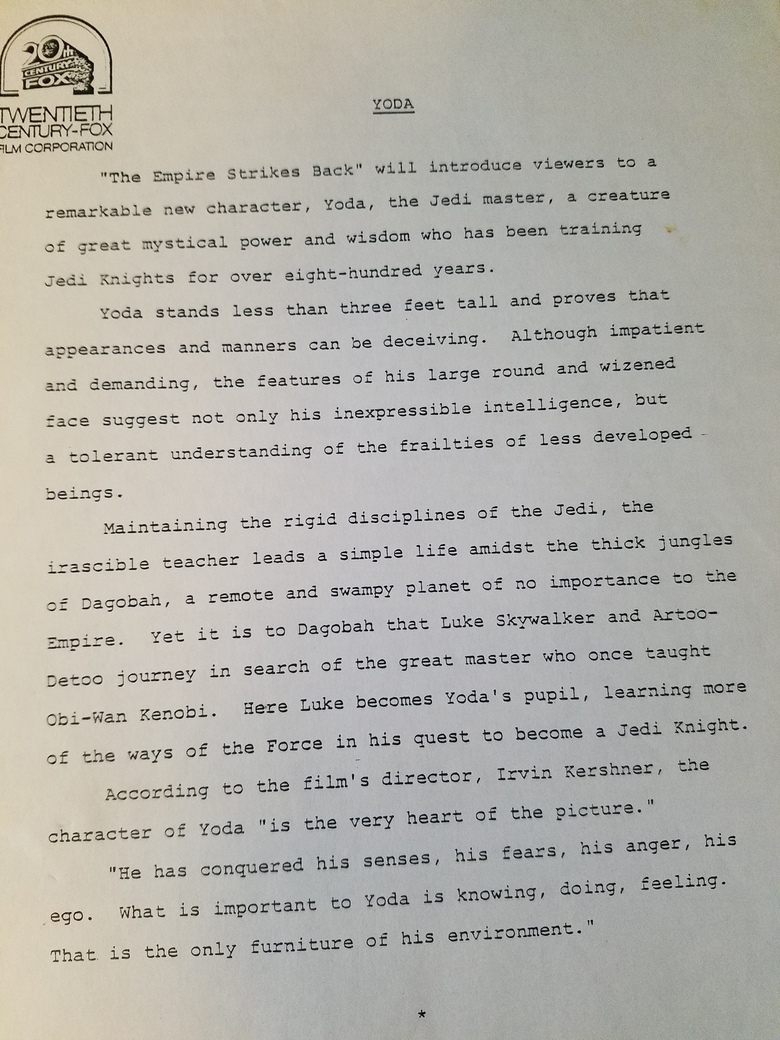 20th
CENTURY
FOX
TWENTIETH
CENTURY-FOX
FILM CORPORATION
YODA
"The Empire Strikes Back" will introduce viewers to a
remarkable new character, Yoda, the Jedi master, a creature
of great mystical power and wisdom who has been training
Jedi Knights for over eight-hundred years.
Yoda stands less than three feet tall and proves that
appearances and manners can be deceiving.  Although impatient
and demanding, the features of his large round and wizened
face suggest not only his inexpressible intelligence, but
a tolerant understanding of the frailties of less developed
beings.
Maintaining the rigid disciplines of the Jedi, the
irascible teacher leads a simple life amidst the thick jungles
of Dagobah, a remote and swampy planet of no importance to the
Empire.  Yet it is to Dagobah that Luke Skywalker and Artoo-
Detoo journey in search of the great master who once taught
Obi-Wan Kenobi.  Here Luke becomes Yoda's pupil, learning more
of the ways of the Force in his quest to become a Jedi Knight.
According to the film's director, Irvin Kershner, the
character of Yoda "is the very heart of the picture."
"He has conquered his senses, his fears, his anger, his
ego.  What is important to Yoda is knowing, doing, feeling.
That is the only furniture of his environment."
*